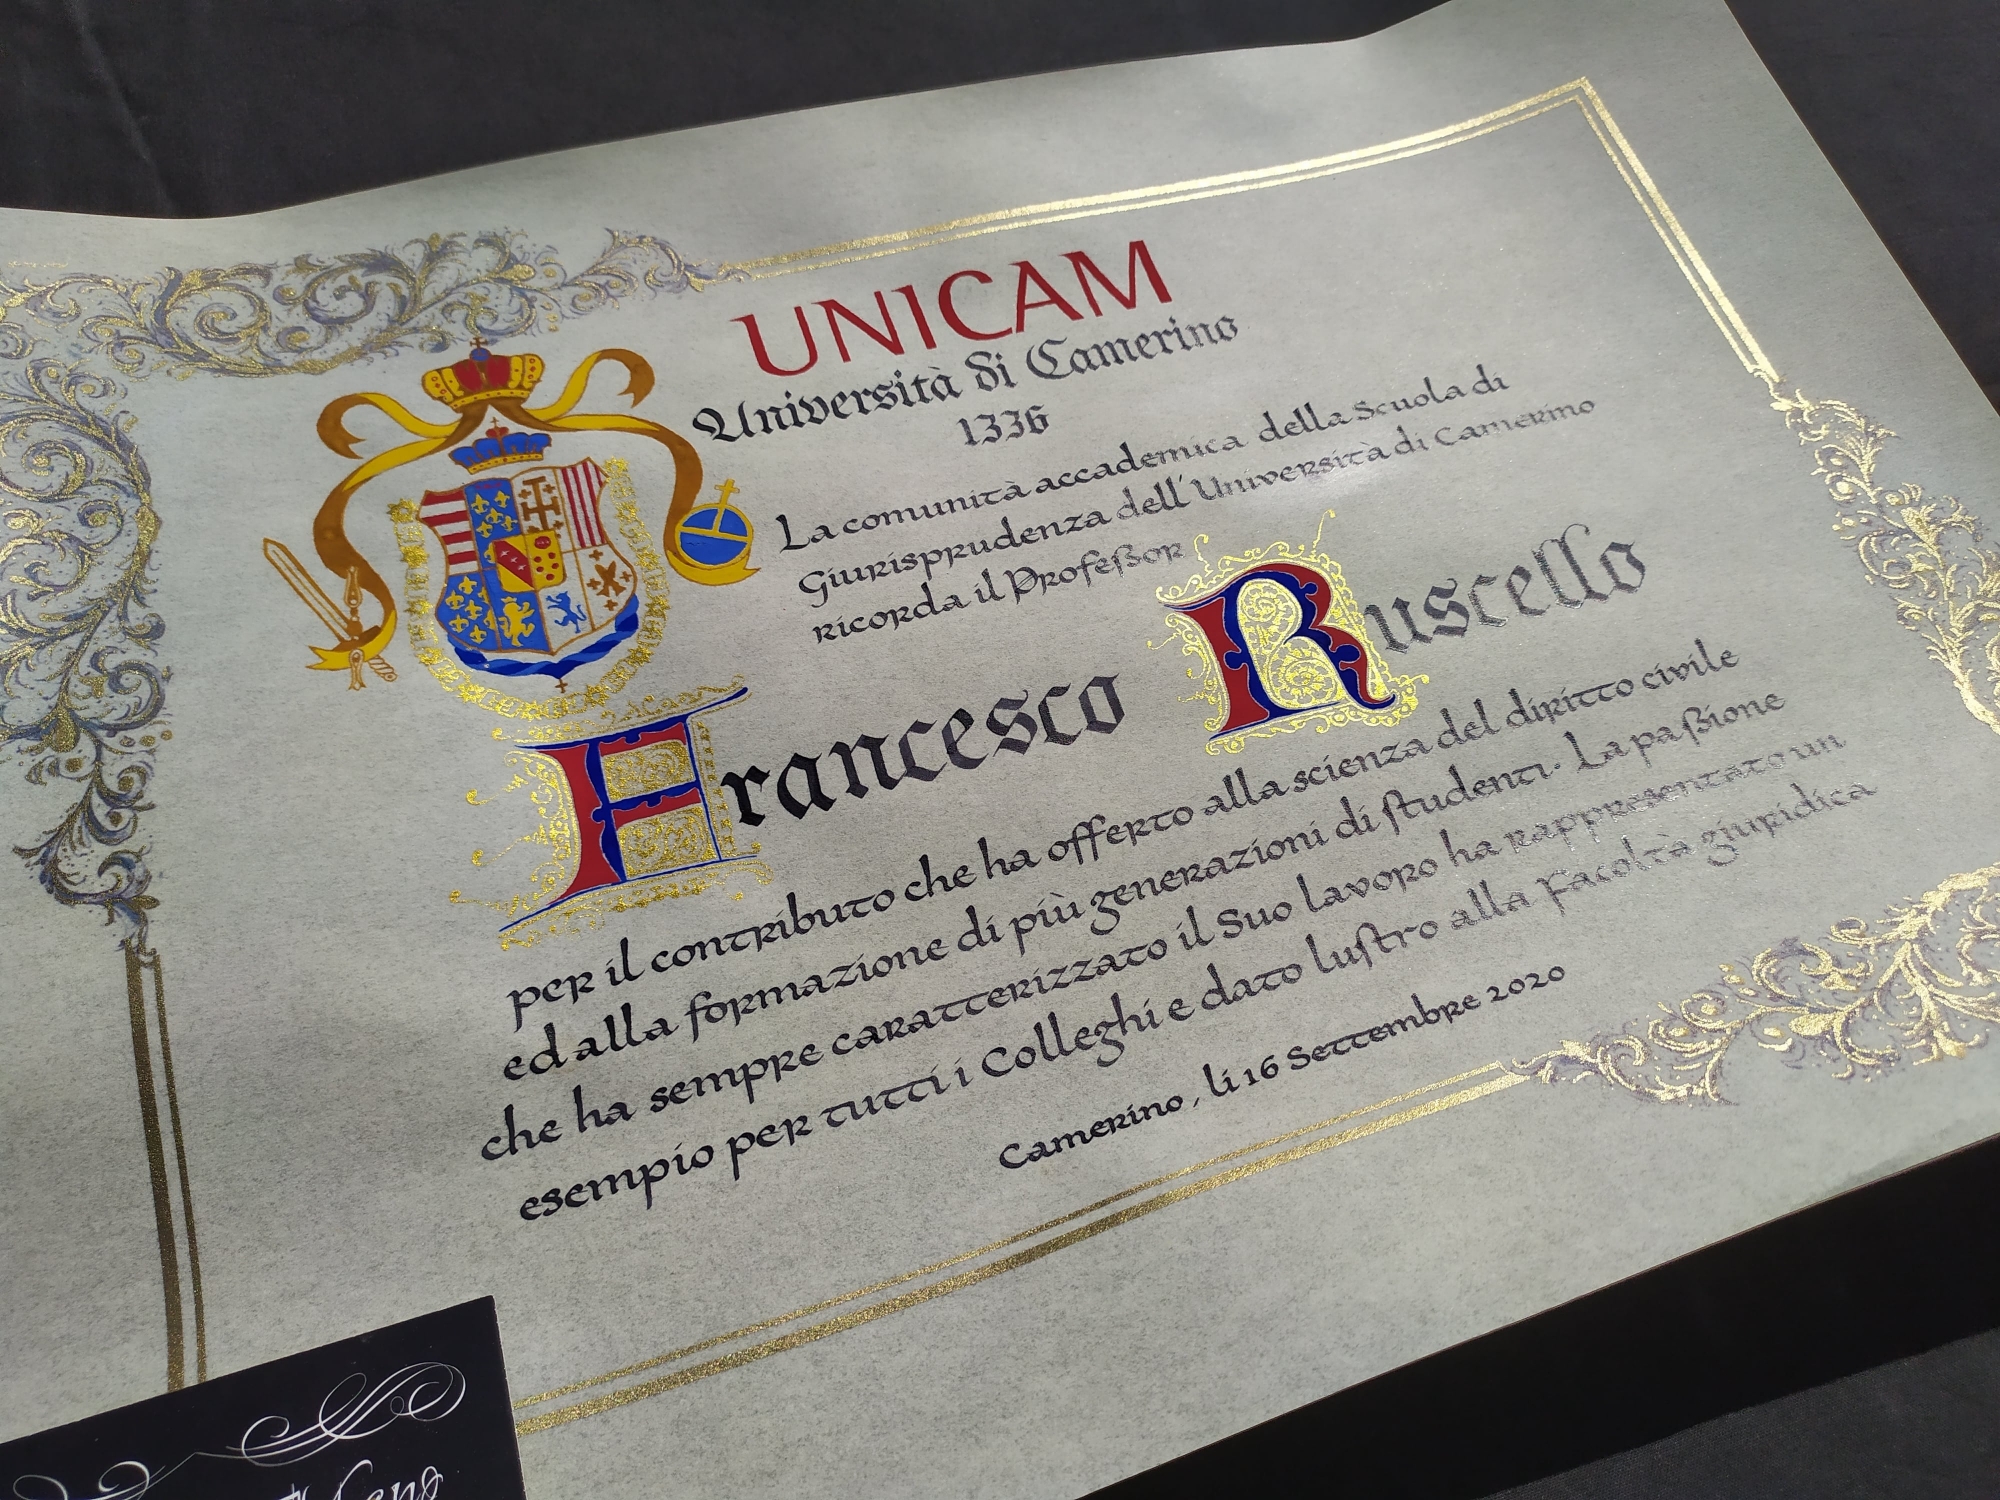 UNICAM
Università di Camerino
1336
La comunità accademica della Scuola di
Giurisprudenza dell'Università di Camerino
ricorda il Profeßor
Francesco Ruscello
per il contributo che ha offerto alla scienza del diritto civile
ed alla formazione di più generazioni di studenti. La paßione
che ha sempre caratterizzato il Suo lavoro ha rappresentato un
esempio per tutti i Colleghi e dato lustro alla Facoltà giuridica
Camerino, li 16 Settembre 2020